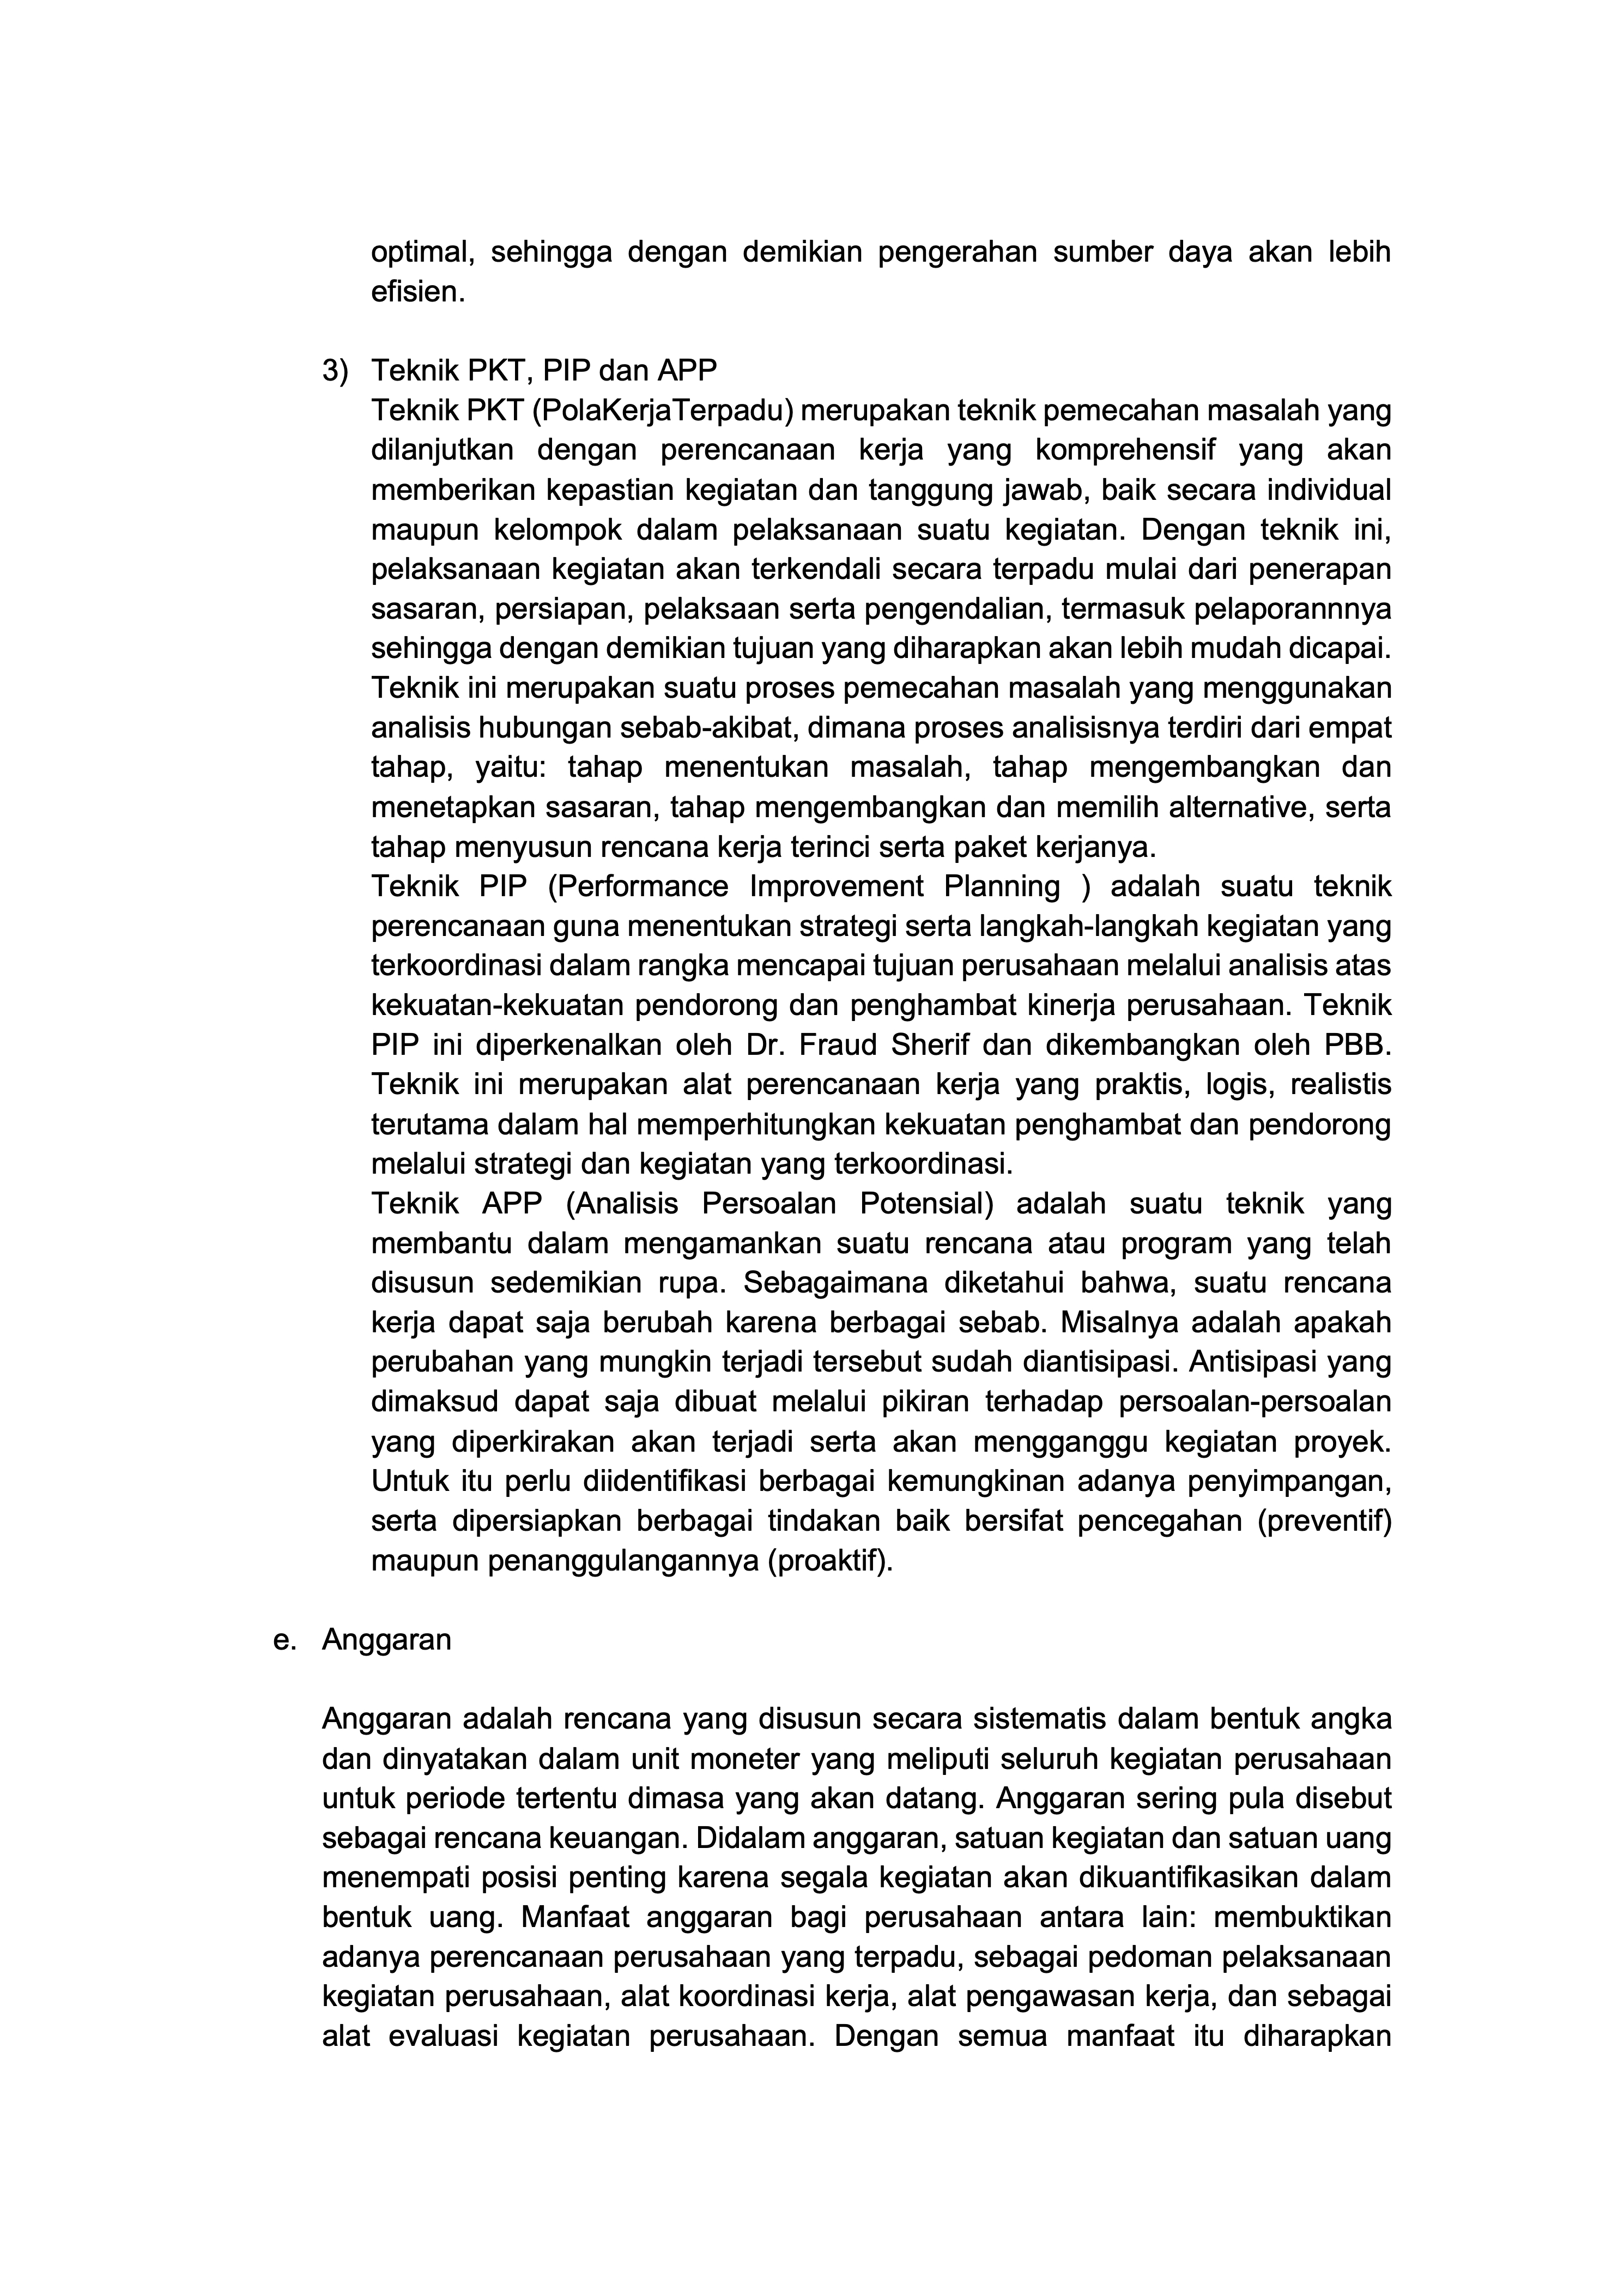 optimal, sehingga dengan demikian pengerahan sumber daya akan lebih
efisien.
3) Teknik PKT, PIP dan APP
Teknik PKT (PolaKerjaTerpadu) merupakan teknik pemecahan masalah yang
dilanjutkan dengan perencanaan kerja yang komprehensif yang akan
memberikan kepastian kegiatan dan tanggung jawab, baik secara individual
maupun kelompok dalam pelaksanaan suatu kegiatan. Dengan teknik ini,
pelaksanaan kegiatan akan terkendali secara terpadu mulai dari penerapan
sasaran, persiapan, pelaksaan serta pengendalian, termasuk pelaporannnya
sehingga dengan demikian tujuan yang diharapkan akan lebih mudah dicapai.
Teknik ini merupakan suatu proses pemecahan masalah yang menggunakan
analisis hubungan sebab-akibat, dimana proses analisisnya terdiri dari empat
tahap, yaitu: tahap menentukan masalah, tahap mengembangkan dan
menetapkan sasaran, tahap mengembangkan dan memilih alternative, serta
tahap menyusun rencana kerja terinci serta paket kerjanya.
Teknik PIP (Performance Improvement Planning ) adalah suatu teknik
perencanaan guna menentukan strategi serta langkah-langkah kegiatan yang
terkoordinasi dalam rangka mencapai tujuan perusahaan melalui analisis atas
kekuatan-kekuatan pendorong dan penghambat kinerja perusahaan. Teknik
PIP ini diperkenalkan oleh Dr. Fraud Sherif dan dikembangkan oleh PBB.
Teknik ini merupakan alat perencanaan kerja yang praktis, logis, realistis
terutama dalam hal memperhitungkan kekuatan penghambat dan pendorong
melalui strategi dan kegiatan yang terkoordinasi.
Teknik APP (Analisis Persoalan Potensial) adalah suatu teknik yang
membantu dalam mengamankan suatu rencana atau program yang telah
disusun sedemikian rupa. Sebagaimana diketahui bahwa, suatu rencana
kerja dapat saja berubah karena berbagai sebab. Misalnya adalah apakah
perubahan yang mungkin terjadi tersebut sudah diantisipasi. Antisipasi yang
dimaksud dapat saja dibuat melalui pikiran terhadap persoalan-persoalan
yang diperkirakan akan terjadi serta akan mengganggu kegiatan proyek.
Untuk itu perlu diidentifikasi berbagai kemungkinan adanya penyimpangan,
serta dipersiapkan berbagai tindakan baik bersifat pencegahan (preventif)
maupun penanggulangannya (proaktif).
e. Anggaran
Anggaran adalah rencana yang disusun secara sistematis dalam bentuk angka
dan dinyatakan dalam unit moneter yang meliputi seluruh kegiatan perusahaan
untuk periode tertentu dimasa yang akan datang. Anggaran sering pula disebut
sebagai rencana keuangan. Didalam anggaran, satuan kegiatan dan satuan uang
menempati posisi penting karena segala kegiatan akan dikuantifikasikan dalam
bentuk uang. Manfaat anggaran bagi perusahaan antara lain: membuktikan
adanya perencanaan perusahaan yang terpadu, sebagai pedoman pelaksanaan
kegiatan perusahaan, alat koordinasi kerja, alat pengawasan kerja, dan sebagai
alat evaluasi kegiatan perusahaan. Dengan semua manfaat itu diharapkan